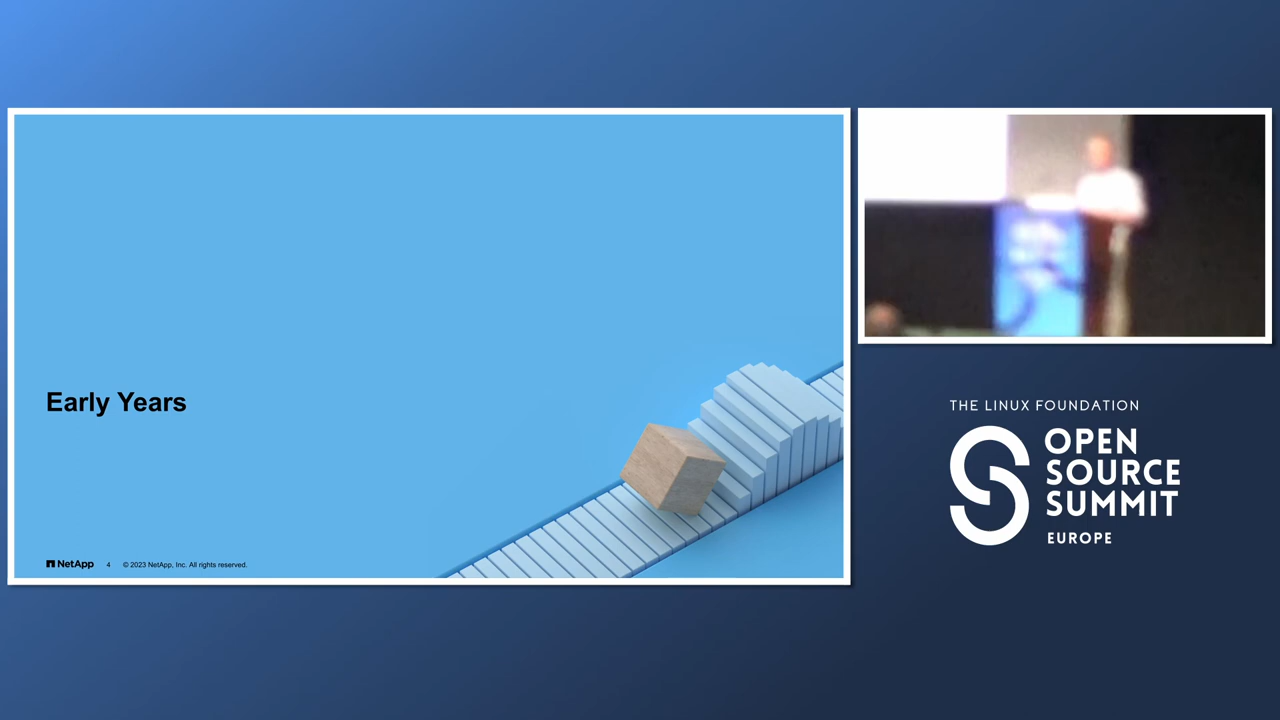 Early Years
NetApp 4 © 2023 NetApp, Inc. All rights reserved.
THE LINUX FOUNDATION
OPEN
SOURCE
SUMMIT
EUROPE